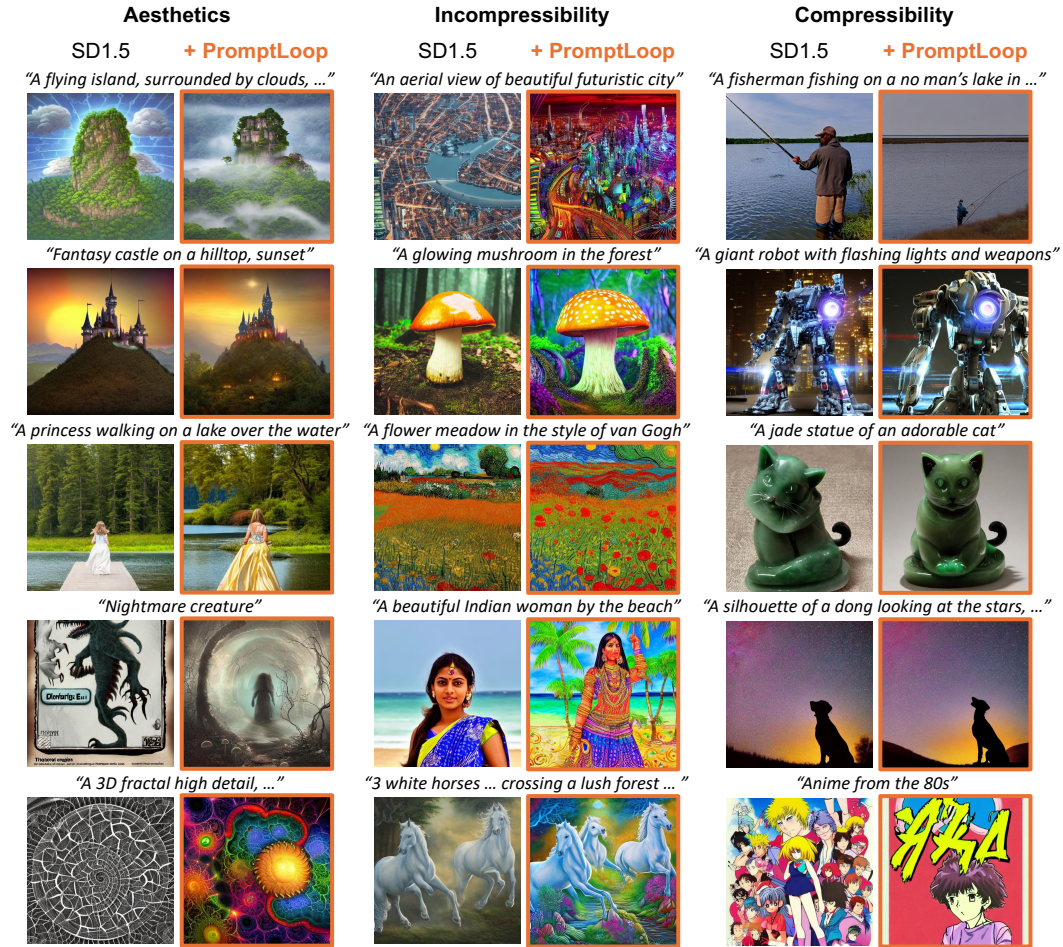 Aesthetics Incompressibility Compressibility
SD1.5 + PromptLoop SD1.5 + PromptLoop SD1.5 + PromptLoop
“A flying island, surrounded by clouds, …” “An aerial view of beautiful futuristic city” “A fisherman fishing on a no man’s lake in …”
“Fantasy castle on a hilltop, sunset” “A glowing mushroom in the forest” “A giant robot with flashing lights and weapons”
“A princess walking on a lake over the water” “A flower meadow in the style of van Gogh” “A jade statue of an adorable cat”
“Nightmare creature” “A beautiful Indian woman by the beach” “A silhouette of a dong looking at the stars, …”
“A 3D fractal high detail, …” “3 white horses … crossing a lush forest …” “Anime from the 80s”